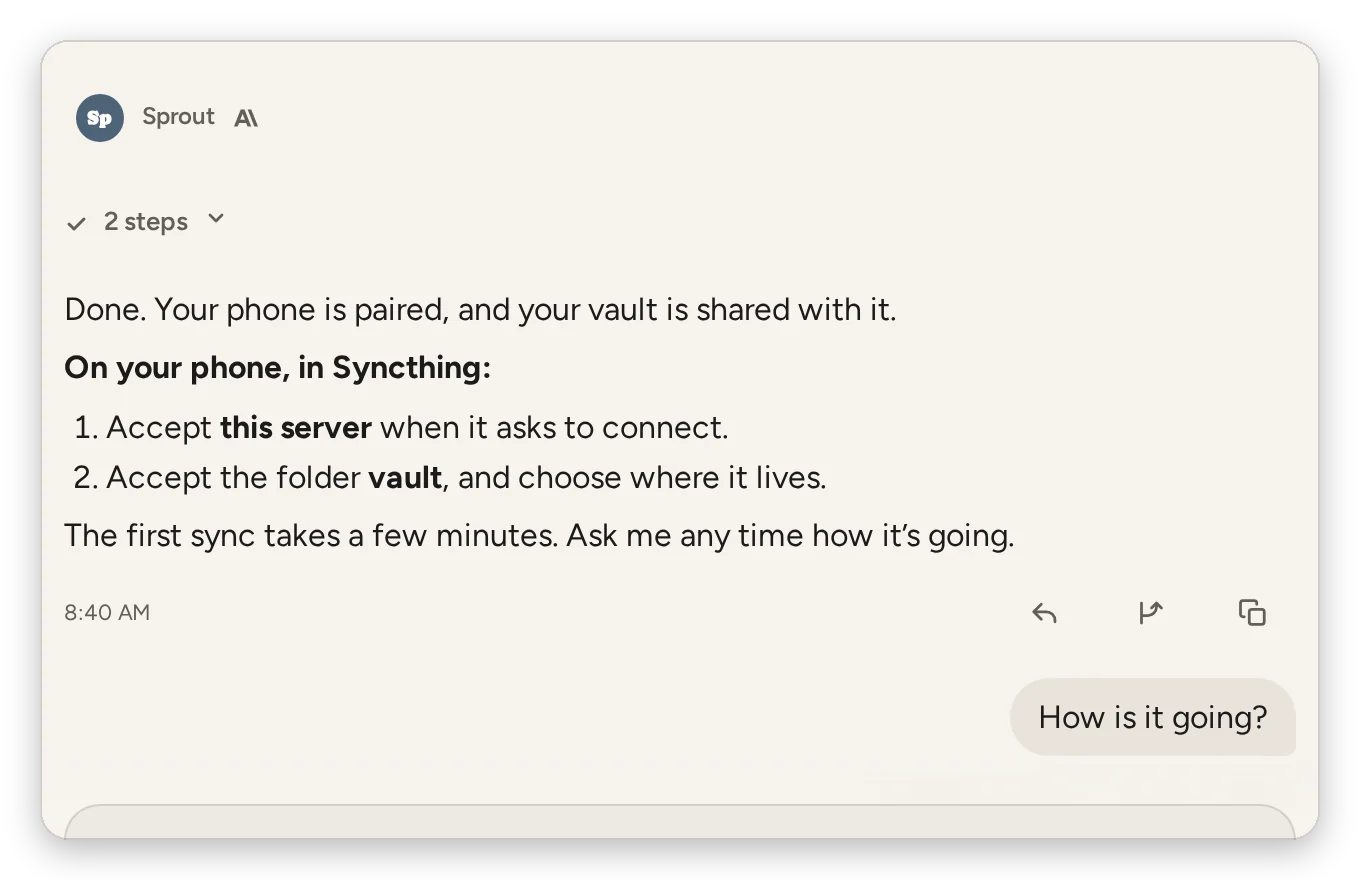 Sp Sprout A\
2 steps
Done. Your phone is paired, and your vault is shared with it.
On your phone, in Syncthing:
1. Accept this server when it asks to connect.
2. Accept the folder vault, and choose where it lives.
The first sync takes a few minutes. Ask me any time how it’s going.
8:40 AM
How is it going?